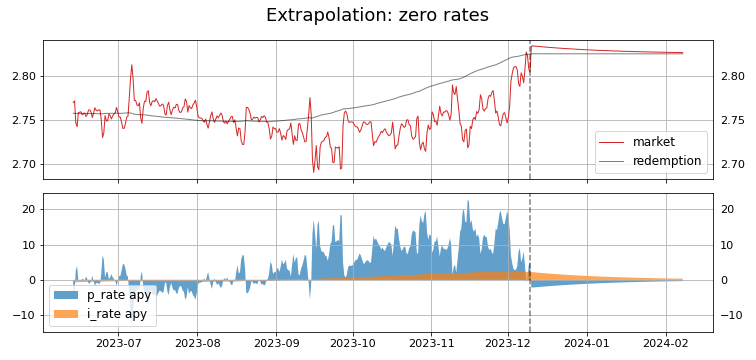 Extrapolation: zero rates
2.80 2.80
2.75 2.75
2.70 2.70
market
redemption
20 20
10 10
0 0
−10 −10
p_rate apy
i_rate apy
2023-07 2023-08 2023-09 2023-10 2023-11 2023-12 2024-01 2024-02